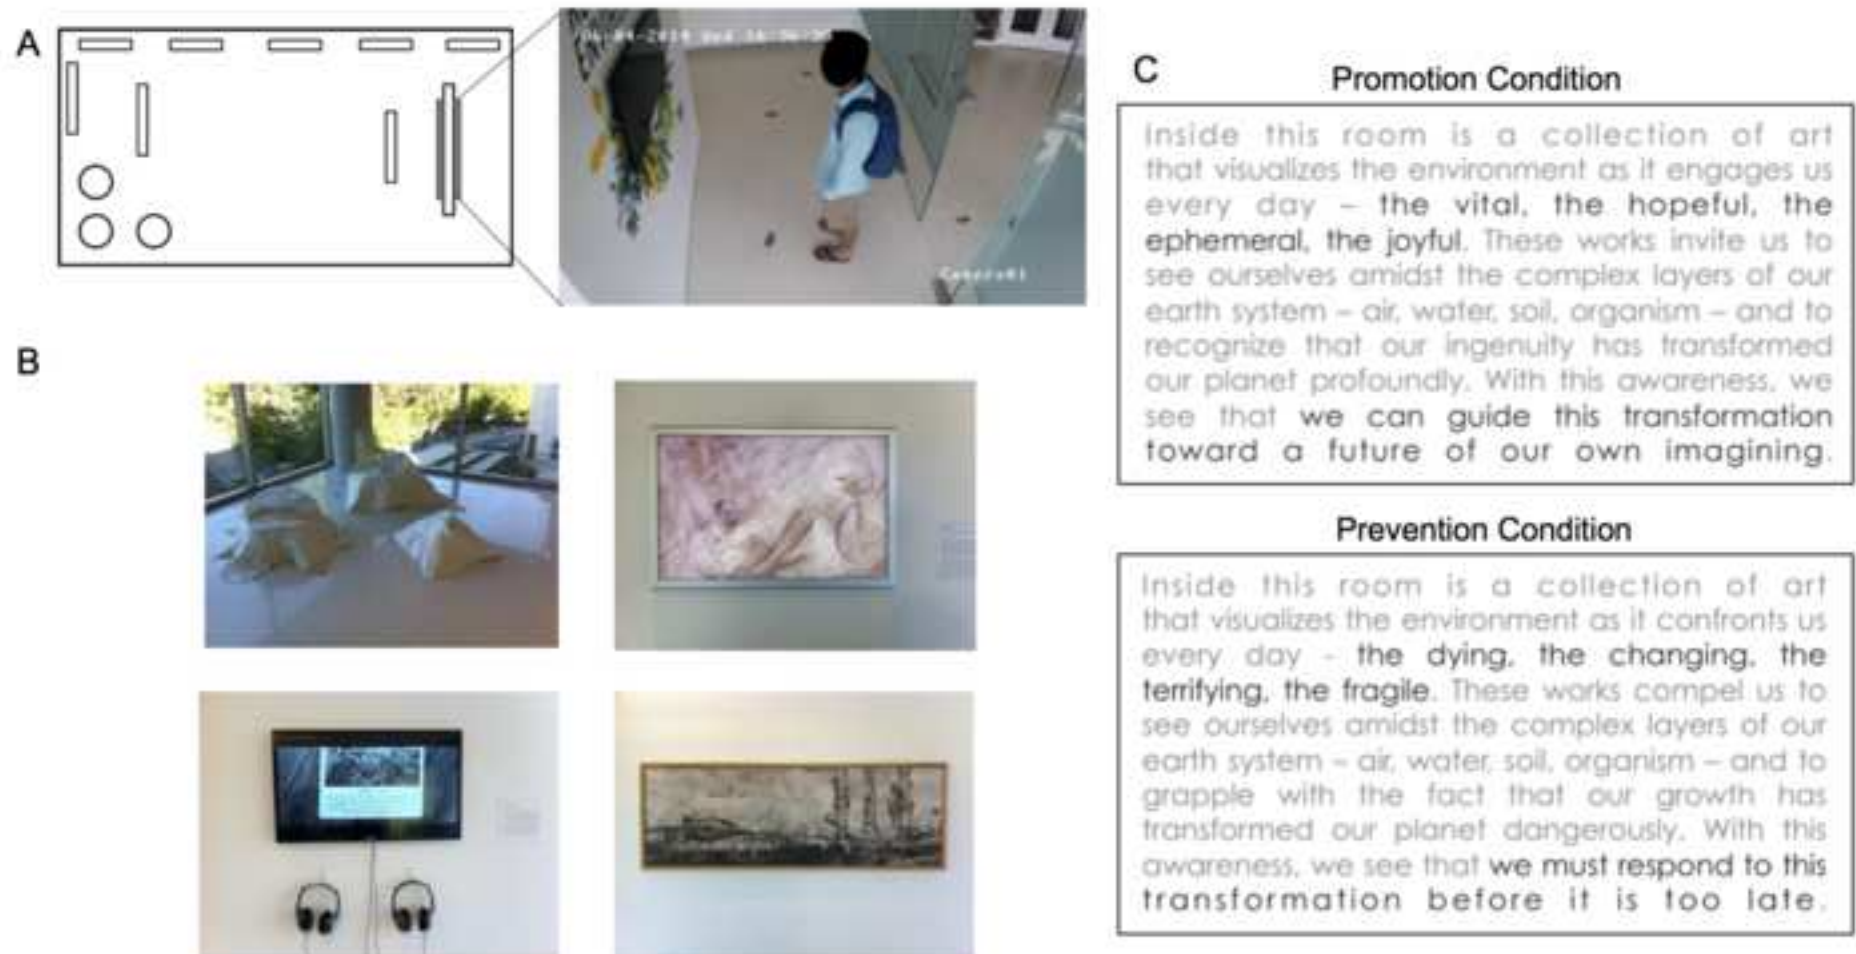 A
Camera01
B
C
Promotion Condition
Inside this room is a collection of art
that visualizes the environment as it engages us
every day – the vital, the hopeful, the
ephemeral, the joyful. These works invite us to
see ourselves amidst the complex layers of our
earth system – air, water, soil, organism – and to
recognize that our ingenuity has transformed
our planet profoundly. With this awareness, we
see that we can guide this transformation
toward a future of our own imagining.
Prevention Condition
Inside this room is a collection of art
that visualizes the environment as it confronts us
every day - the dying, the changing, the
terrifying, the fragile. These works compel us to
see ourselves amidst the complex layers of our
earth system – air, water, soil, organism – and to
grapple with the fact that our growth has
transformed our planet dangerously. With this
awareness, we see that we must respond to this
transformation before it is too late.